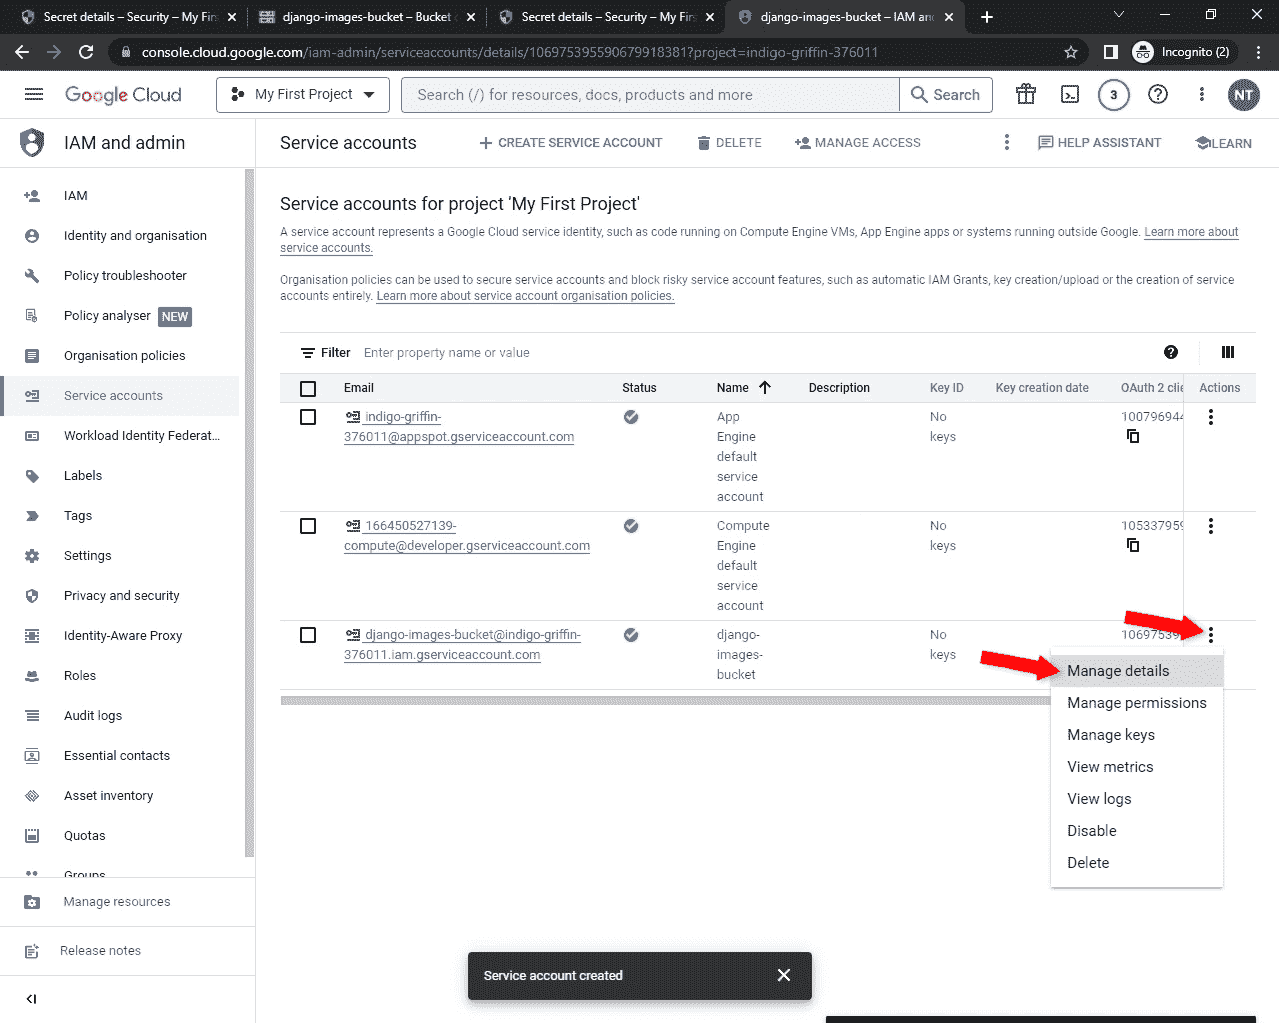 Secret details – Security – My Firs
django-images-bucket – Bucket
Secret details – Security – My Firs
django-images-bucket – IAM an
console.cloud.google.com/iam-admin/serviceaccounts/details/106975395590679918381?project=indigo-griffin-376011
Incognito (2)
Google Cloud
My First Project
Search (/) for resources, docs, products and more
Search
3
NT
IAM and admin
Service accounts
CREATE SERVICE ACCOUNT
DELETE
MANAGE ACCESS
HELP ASSISTANT
LEARN
IAM
Identity and organisation
Policy troubleshooter
Policy analyser NEW
Organisation policies
Service accounts
Workload Identity Federat...
Labels
Tags
Settings
Privacy and security
Identity-Aware Proxy
Roles
Audit logs
Essential contacts
Asset inventory
Quotas
Groups
Manage resources
Release notes
Service accounts for project 'My First Project'
A service account represents a Google Cloud service identity, such as code running on Compute Engine VMs, App Engine apps or systems running outside Google. Learn more about
service accounts.
Organisation policies can be used to secure service accounts and block risky service account features, such as automatic IAM Grants, key creation/upload or the creation of service
accounts entirely. Learn more about service account organisation policies.
Filter Enter property name or value
Email Status Name Description Key ID Key creation date OAuth 2 clie Actions
indigo-griffin-
376011@appspot.gserviceaccount.com
App
Engine
default
service
account
No
keys
100796944
166450527139-
compute@developer.gserviceaccount.com
Compute
Engine
default
service
account
No
keys
105337959
django-images-bucket@indigo-griffin-
376011.iam.gserviceaccount.com
django-
images-
bucket
No
keys
10697539
Manage details
Manage permissions
Manage keys
View metrics
View logs
Disable
Delete
Service account created